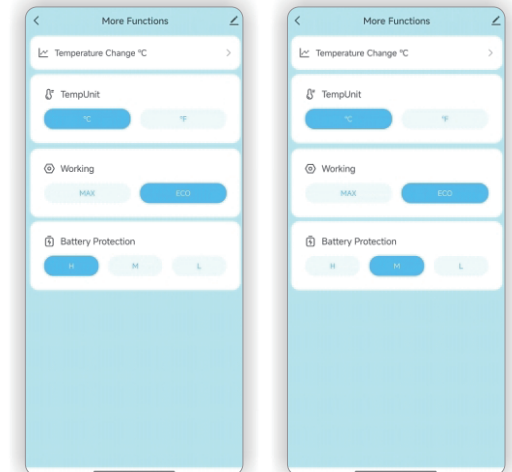 More Functions
Temperature Change °C
TempUnit
°C °F
Working
MAX ECO
Battery Protection
H M L
More Functions
Temperature Change °C
TempUnit
°C °F
Working
MAX ECO
Battery Protection
H M L